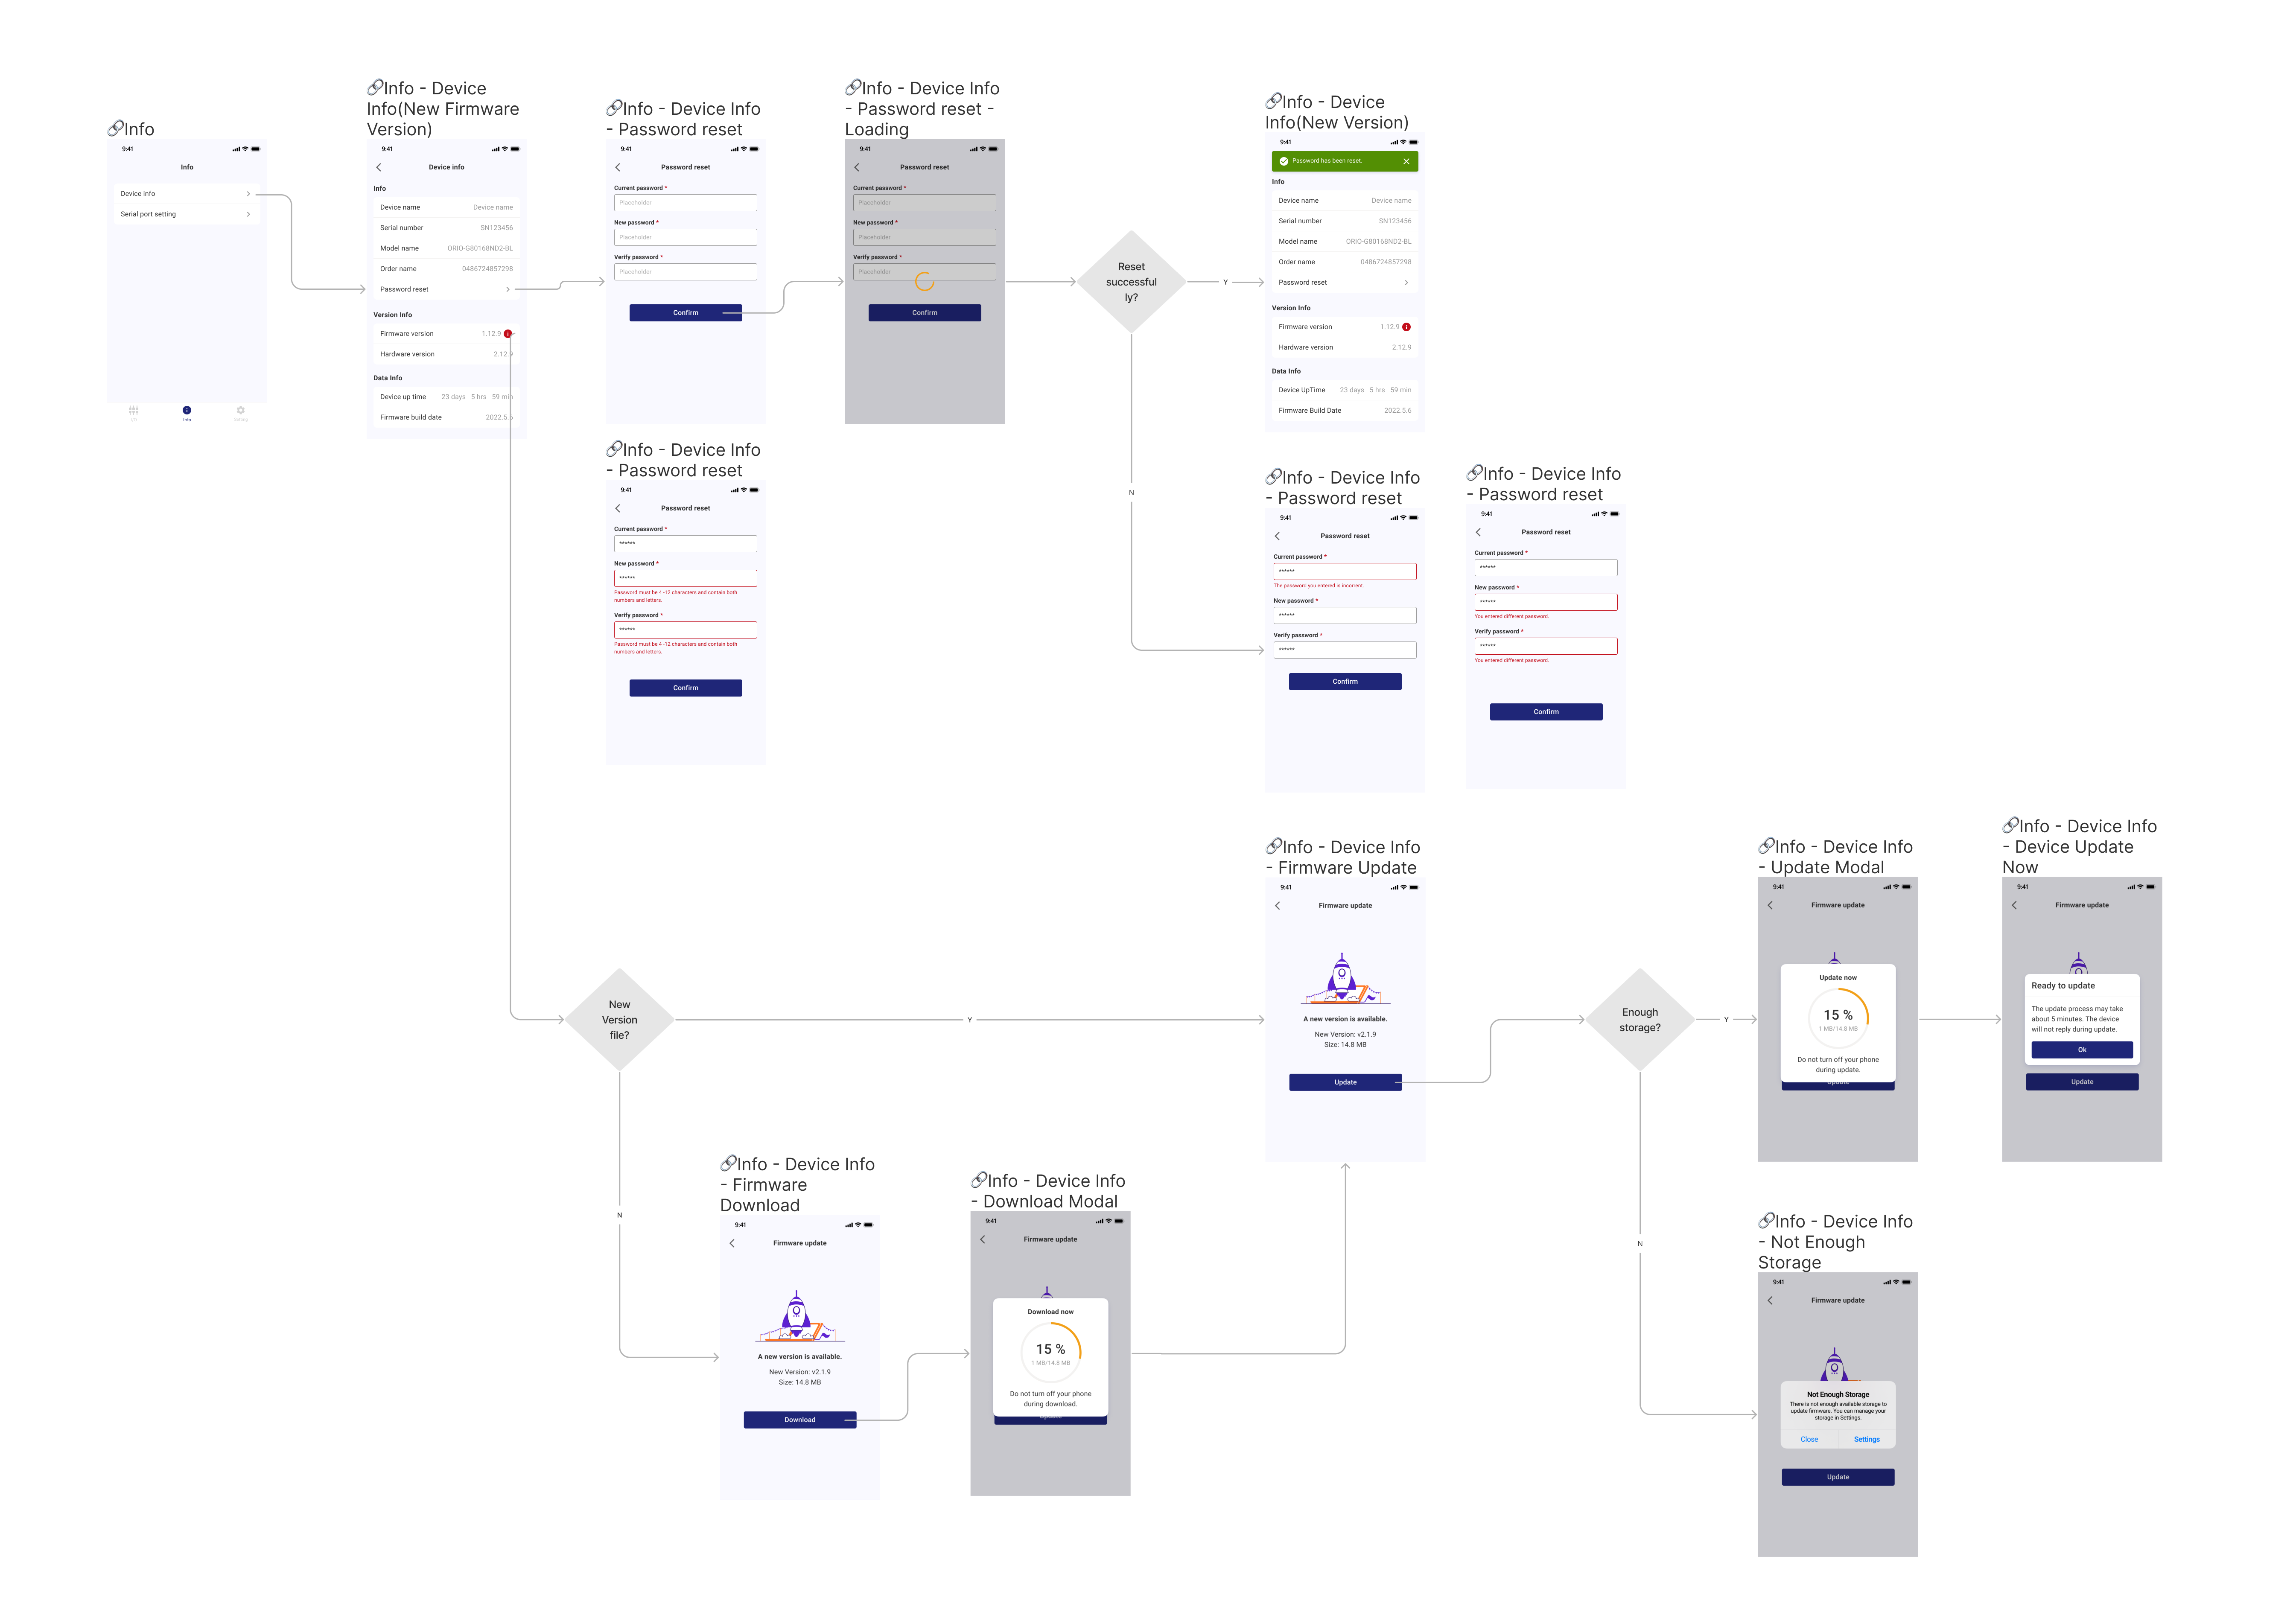 🔗Info
9:41
Info
Device info
Serial port setting
Info
🔗Info - Device
Info(New Firmware
Version)
9:41
Device info
Info
Device name Device name
Serial number SN123456
Model name ORIO-G80168ND2-BL
Order name 0486724857298
Password reset
Version Info
Firmware version 1.12.9
Hardware version 2.12.9
Data Info
Device up time 23 days 5 hrs 59 min
Firmware build date 2022.5.6
🔗Info - Device Info
- Password reset
9:41
Password reset
Current password *
Placeholder
New password *
Placeholder
Verify password *
Placeholder
Confirm
🔗Info - Device Info
- Password reset -
Loading
9:41
Password reset
Current password *
Placeholder
New password *
Placeholder
Verify password *
Placeholder
Confirm
Reset
successful
ly?
Y
N
🔗Info - Device
Info(New Version)
9:41
Password has been reset.
Info
Device name Device name
Serial number SN123456
Model name ORIO-G80168ND2-BL
Order name 0486724857298
Password reset
Version Info
Firmware version 1.12.9
Hardware version 2.12.9
Data Info
Device UpTime 23 days 5 hrs 59 min
Firmware Build Date 2022.5.6
🔗Info - Device Info
- Password reset
9:41
Password reset
Current password *
******
New password *
******
Password must be 4 -12 characters and contain both
numbers and letters.
Verify password *
******
Password must be 4 -12 characters and contain both
numbers and letters.
Confirm
🔗Info - Device Info
- Password reset
9:41
Password reset
Current password *
******
The password you entered is incorrent.
New password *
******
Verify password *
******
Confirm
🔗Info - Device Info
- Password reset
9:41
Password reset
Current password *
******
New password *
******
You entered different password.
Verify password *
******
You entered different password.
Confirm
New
Version
file?
Y
N
🔗Info - Device Info
- Firmware Update
9:41
Firmware update
A new version is available.
New Version: v2.1.9
Size: 14.8 MB
Update
Enough
storage?
Y
N
🔗Info - Device Info
- Update Modal
9:41
Firmware update
Update now
15 %
1 MB/14.8 MB
Do not turn off your phone
during update.
Update
🔗Info - Device Info
- Device Update
Now
9:41
Firmware update
Ready to update
The update process may take
about 5 minutes. The device
will not reply during update.
Ok
Update
🔗Info - Device Info
- Firmware
Download
9:41
Firmware update
A new version is available.
New Version: v2.1.9
Size: 14.8 MB
Download
🔗Info - Device Info
- Download Modal
9:41
Firmware update
Download now
15 %
1 MB/14.8 MB
Do not turn off your phone
during download.
Update
🔗Info - Device Info
- Not Enough
Storage
9:41
Firmware update
Not Enough Storage
There is not enough available storage to
update firmware. You can manage your
storage in Settings.
Close Settings
Update